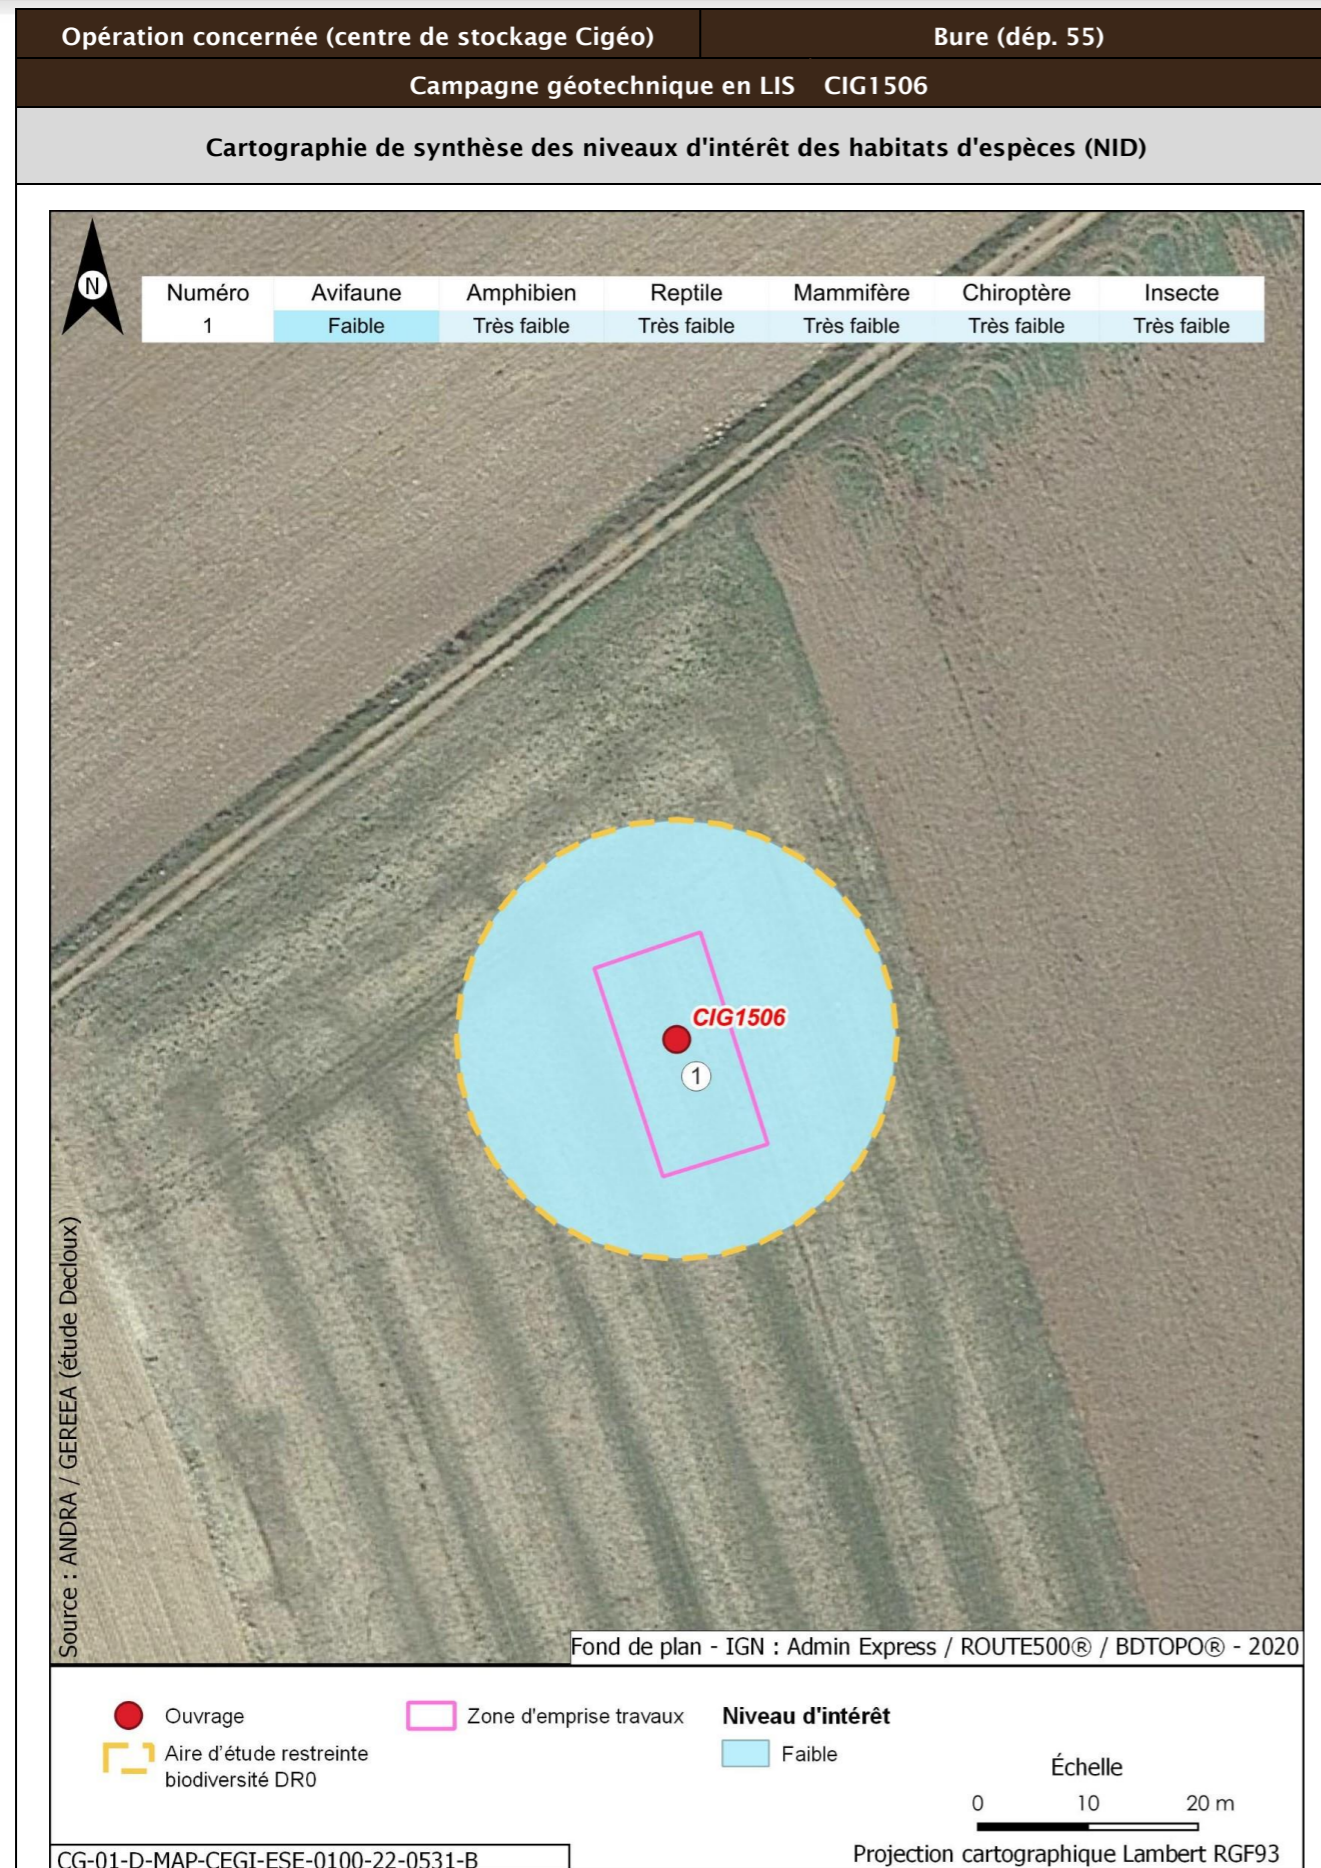 Opération concernée (centre de stockage Cigéo) Bure (dép. 55)
Campagne géotechnique en LIS CIG1506
Cartographie de synthèse des niveaux d'intérêt des habitats d'espèces (NID)
N
Numéro Avifaune Amphibien Reptile Mammifère Chiroptère Insecte
1 Faible Très faible Très faible Très faible Très faible Très faible
CIG1506
1
Source : ANDRA / GEREEA (étude Decloux)
Fond de plan - IGN : Admin Express / ROUTE500® / BDTOPO® - 2020
Ouvrage Zone d'emprise travaux Niveau d'intérêt
Aire d'étude restreinte
biodiversité DR0
Faible
Échelle
0 10 20 m
Projection cartographique Lambert RGF93
CG-01-D-MAP-CEGI-ESE-0100-22-0531-B